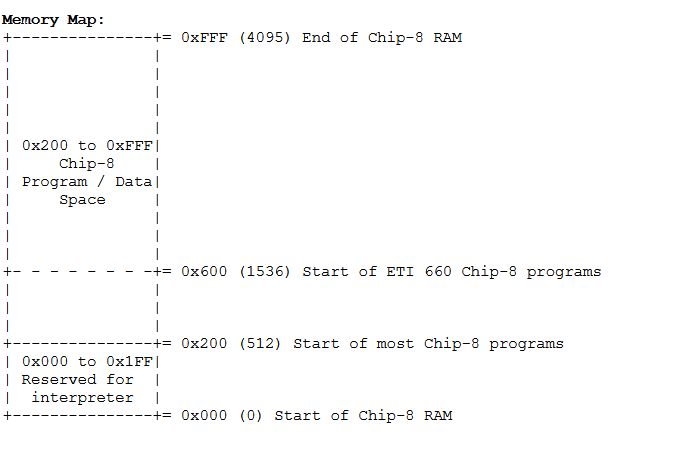 Memory Map:
+---------------+= 0xFFF (4095) End of Chip-8 RAM
|               |
|               |
|               |
|               |
|               |
| 0x200 to 0xFFF|
|     Chip-8    |
| Program / Data|
|     Space     |
|               |
|               |
|               |
+- - - - - - - -+= 0x600 (1536) Start of ETI 660 Chip-8 programs
|               |
|               |
|               |
+---------------+= 0x200 (512) Start of most Chip-8 programs
| 0x000 to 0x1FF|
| Reserved for  |
|  interpreter  |
+---------------+= 0x000 (0) Start of Chip-8 RAM